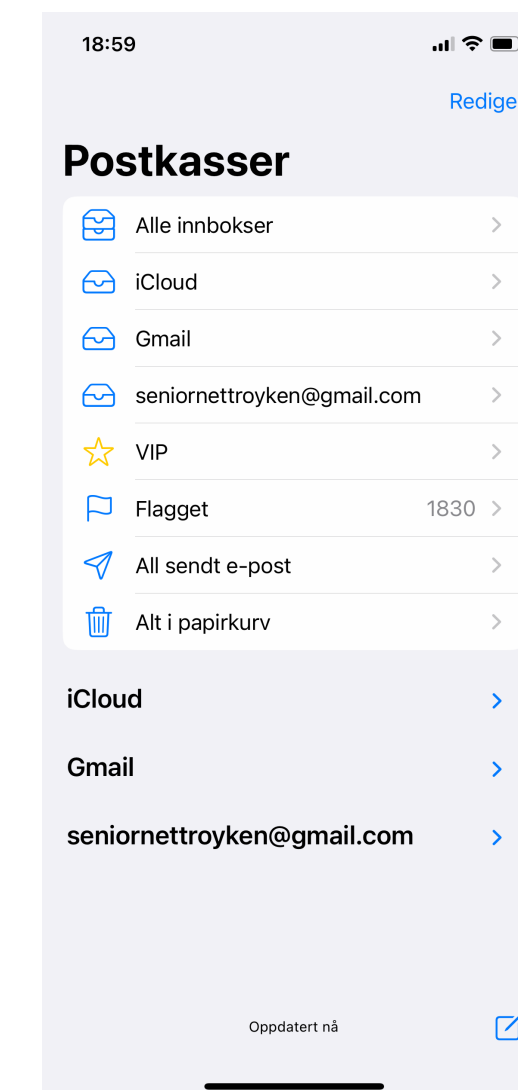 18:59
Redige
Postkasser
Alle innbokser
iCloud
Gmail
seniornettroyken@gmail.com
VIP
Flagget 1830
All sendt e-post
Alt i papirkurv
iCloud
Gmail
seniornettroyken@gmail.com
Oppdatert nå